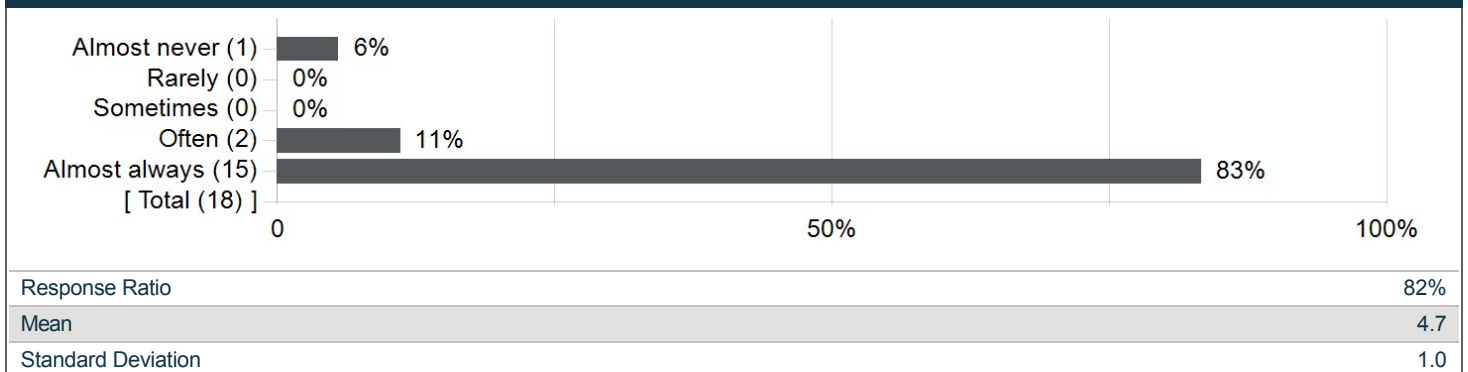 Almost never (1) 6%
Rarely (0) 0%
Sometimes (0) 0%
Often (2) 11%
Almost always (15) 83%
[ Total (18) ]
0 50% 100%
Response Ratio 82%
Mean 4.7
Standard Deviation 1.0